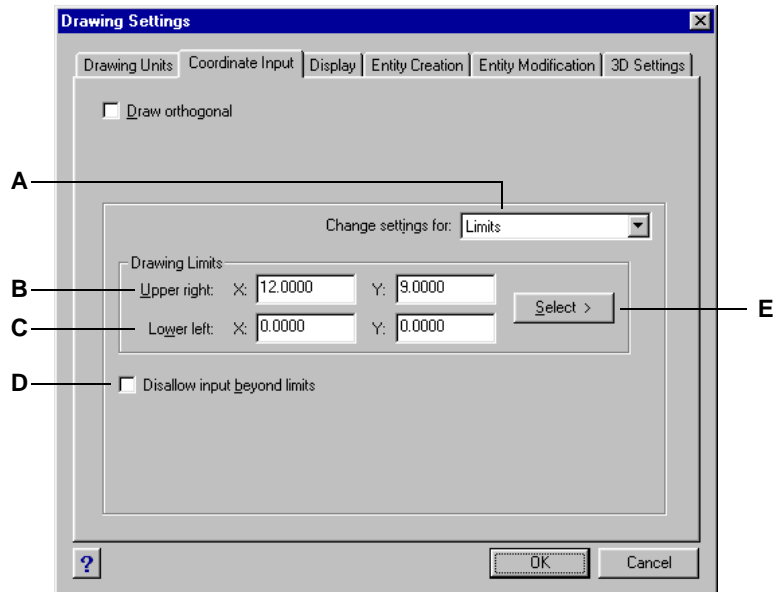 Drawing Settings
Drawing Units Coordinate Input Display Entity Creation Entity Modification 3D Settings
Draw orthogonal
A
Change settings for: Limits
Drawing Limits
B Upper right: X: 12.0000 Y: 9.0000
Select >
E
C Lower left: X: 0.0000 Y: 0.0000
D Disallow input beyond limits
? OK Cancel